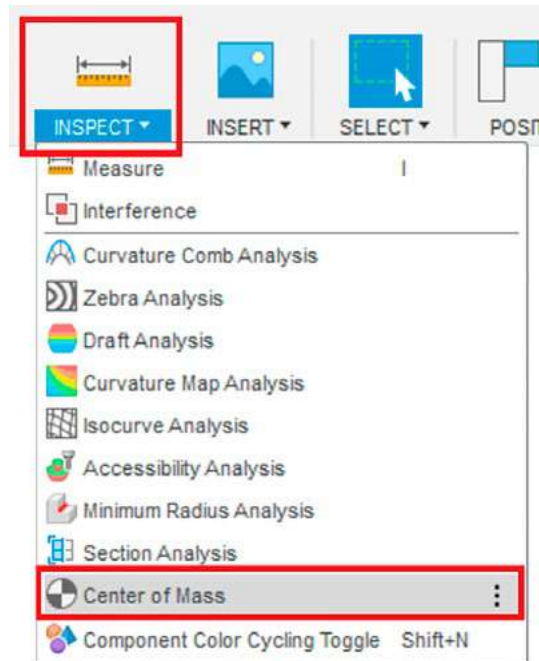 INSPECT INSERT SELECT POSI
Measure I
Interference
Curvature Comb Analysis
Zebra Analysis
Draft Analysis
Curvature Map Analysis
Isocurve Analysis
Accessibility Analysis
Minimum Radius Analysis
Section Analysis
Center of Mass
Component Color Cycling Toggle Shift+N